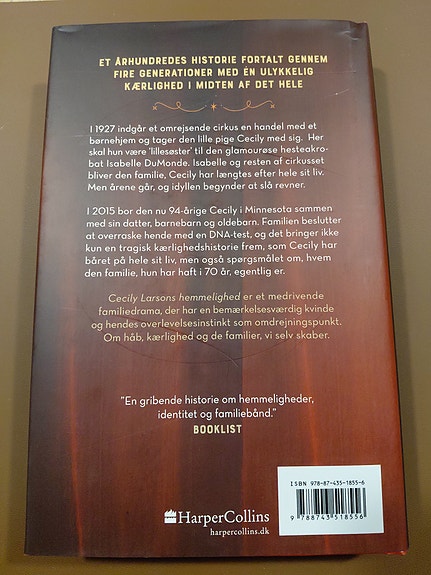 ET ÅRHUNDREDES HISTORIE FORTALT GENNEM
FIRE GENERATIONER MED ÉN ULYKKELIG
KÆRLIGHED I MIDTEN AF DET HELE
I 1927 indgår et omrejsende cirkus en handel med et
børnehjem og tager den lille pige Cecily med sig. Her
skal hun være 'lillesøster' til den glamourøse hesteakro-
bat Isabelle DuMonde. Isabelle og resten af cirkusset
bliver den familie, Cecily har længtes efter hele sit liv.
Men årene går, og idyllen begynder at slå revner.
I 2015 bor den nu 94-årige Cecily i Minnesota sammen
med sin datter, barnebarn og oldebarn. Familien beslutter
at overraske hende med en DNA-test, og det bringer ikke
kun en tragisk kærlighedshistorie frem, som Cecily har
båret på hele sit liv, men også spørgsmålet om, hvem
den familie, hun har haft i 70 år, egentlig er.
Cecily Larsons hemmelighed er et medrivende
familiedrama, der har en bemærkelsesværdig kvinde
og hendes overlevelsesinstinkt som omdrejningspunkt.
Om håb, kærlighed og de familier, vi selv skaber.
"En gribende historie om hemmeligheder,
identitet og familiebånd."
BOOKLIST
ISBN 978-87-435-1855-6
9 788743 518556
HarperCollins
harpercollins.dk